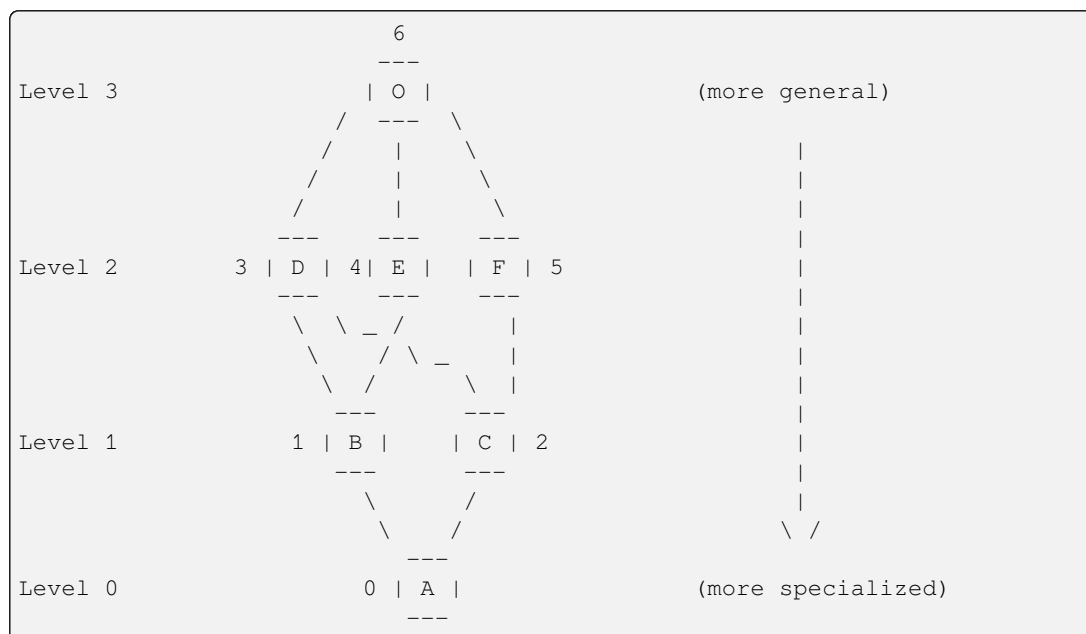 6
                         ---
Level 3                 | O |                  (more general)
                      /  ---  \
                     /    |    \                      |
                    /     |     \                     |
                   /      |      \                    |
                  ---    ---    ---                   |
Level 2        3 | D | 4| E |  | F | 5                |
                  ---    ---    ---                   |
                   \  \ _ /       |                   |
                    \    / \ _    |                   |
                     \  /      \  |                   |
                      ---      ---                    |
Level 1            1 | B |    | C | 2                 |
                      ---      ---                    |
                        \      /                      |
                         \    /                      \ /
                           ---
Level 0                 0 | A |                (more specialized)
                           ---